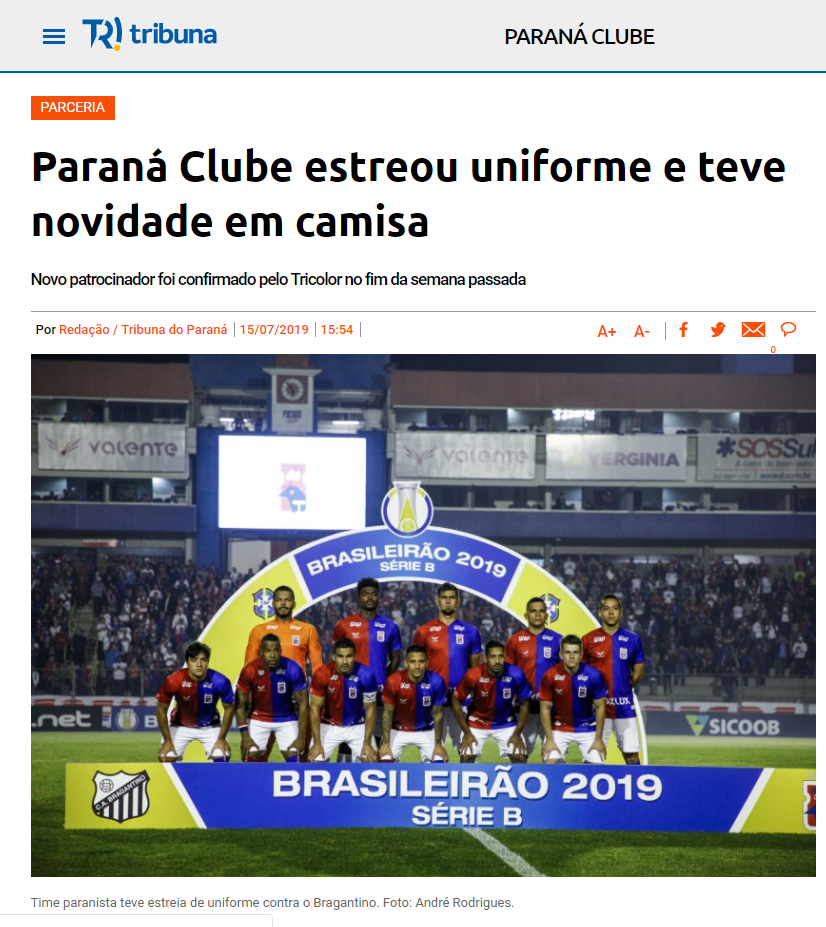 TR! tribuna
PARANÁ CLUBE
PARCERIA
Paraná Clube estreou uniforme e teve
novidade em camisa
Novo patrocinador foi confirmado pelo Tricolor no fim da semana passada
Por Redação / Tribuna do Paraná | 15/07/2019 | 15:54 |
A+ A-
0
valente
valente
VERGINIA
SOSSul
BRASILEIRÃO 2019
SÉRIE B
.net
B
SICOOB
C.A. BRAGANTINO
BRASILEIRÃO 2019
SÉRIE B
Time paranista teve estreia de uniforme contra o Bragantino. Foto: André Rodrigues.